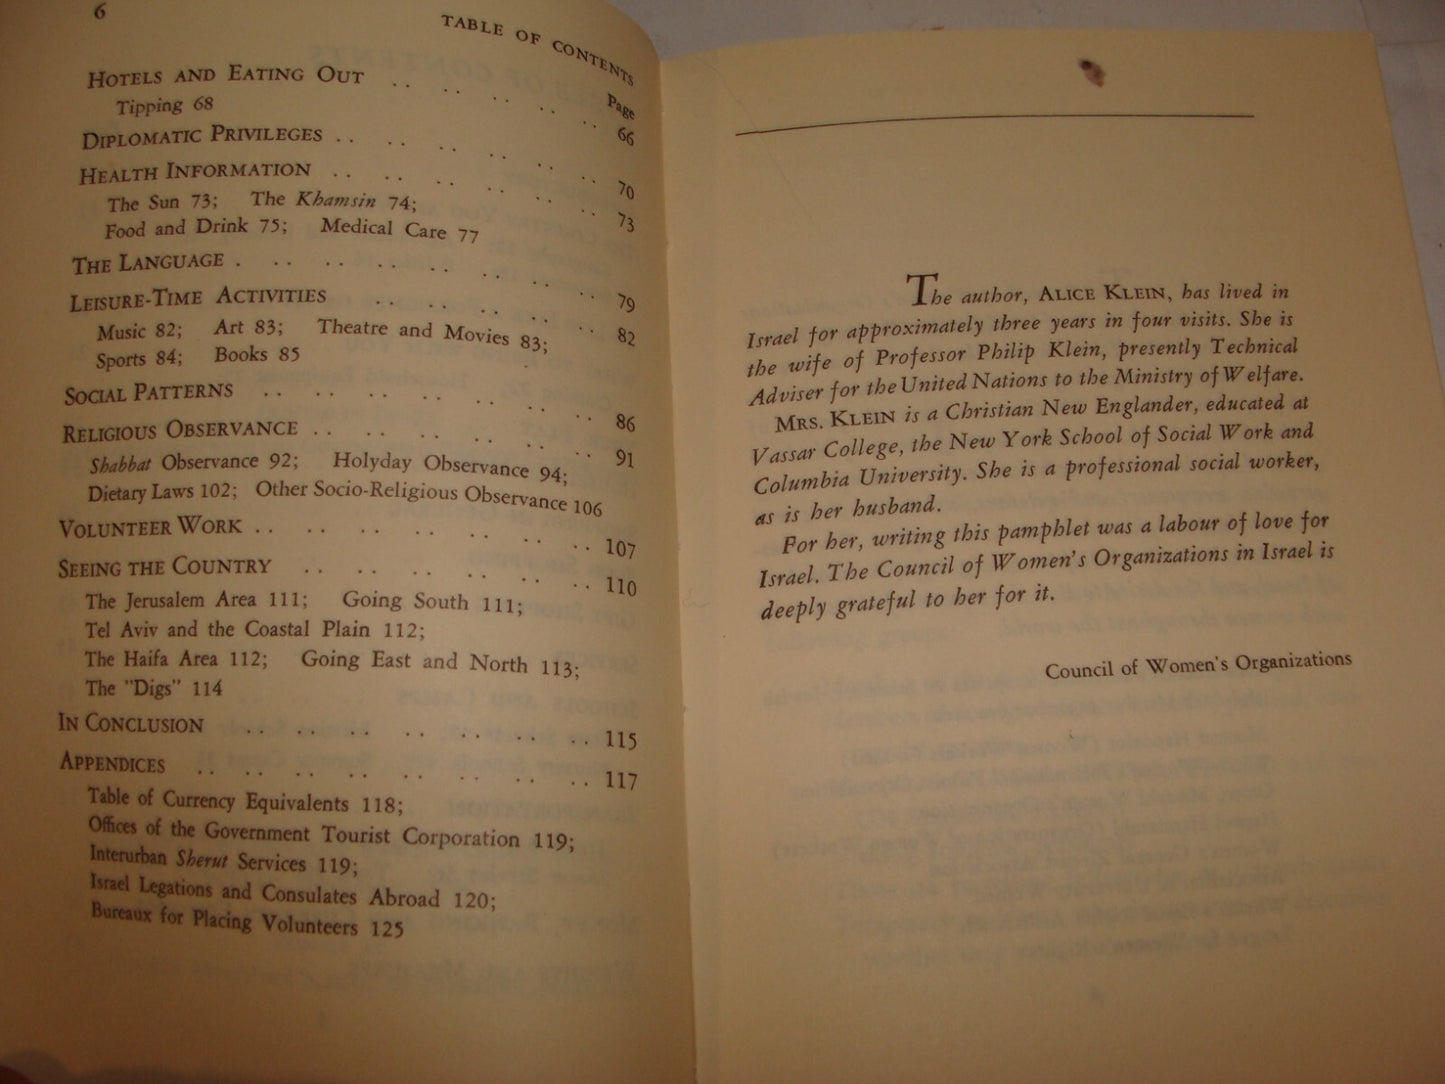 6
TABLE OF CONTENTS
Page
HOTELS AND EATING OUT . . . . . . 66
Tipping 68
DIPLOMATIC PRIVILEGES . . . . . . 70
HEALTH INFORMATION . . . . . . 73
The Sun 73; The Khamsin 74;
Food and Drink 75; Medical Care 77
THE LANGUAGE . . . . . . . . 79
LEISURE-TIME ACTIVITIES . . . . . . 82
Music 82; Art 83; Theatre and Movies 83;
Sports 84; Books 85
SOCIAL PATTERNS . . . . . . . 86
RELIGIOUS OBSERVANCE . . . . . . 91
Shabbat Observance 92; Holyday Observance 94;
Dietary Laws 102; Other Socio-Religious Observance 106
VOLUNTEER WORK . . . . . . . 107
SEEING THE COUNTRY . . . . . . 110
The Jerusalem Area 111; Going South 111;
Tel Aviv and the Coastal Plain 112;
The Haifa Area 112; Going East and North 113;
The "Digs" 114
IN CONCLUSION . . . . . . . . 115
APPENDICES . . . . . . . . . 117
Table of Currency Equivalents 118;
Offices of the Government Tourist Corporation 119;
Interurban Sherut Services 119;
Israel Legations and Consulates Abroad 120;
Bureaux for Placing Volunteers 125
The author, ALICE KLEIN, has lived in
Israel for approximately three years in four visits. She is
the wife of Professor Philip Klein, presently Technical
Adviser for the United Nations to the Ministry of Welfare.
MRS. KLEIN is a Christian New Englander, educated at
Vassar College, the New York School of Social Work and
Columbia University. She is a professional social worker,
as is her husband.
For her, writing this pamphlet was a labour of love for
Israel. The Council of Women's Organizations in Israel is
deeply grateful to her for it.
Council of Women's Organizations